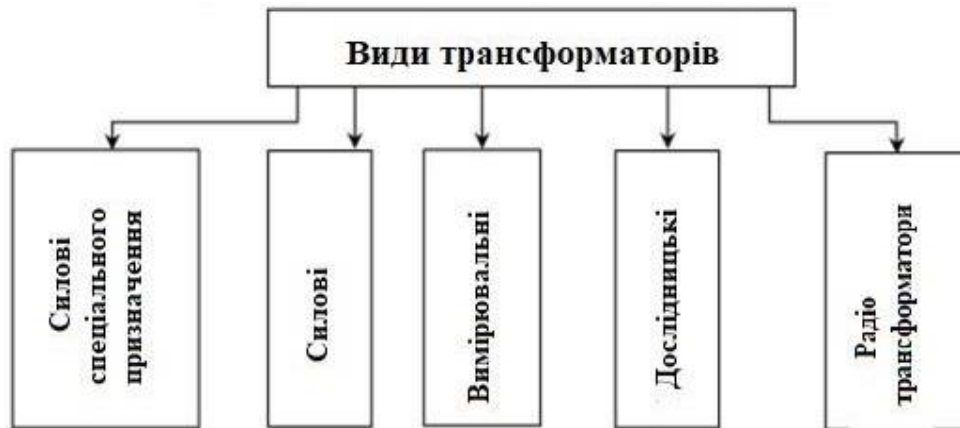 Види трансформаторів
Силові
спеціального
призначення
Силові
Вимірювальні
Дослідницькі
Радіо
трансформатори